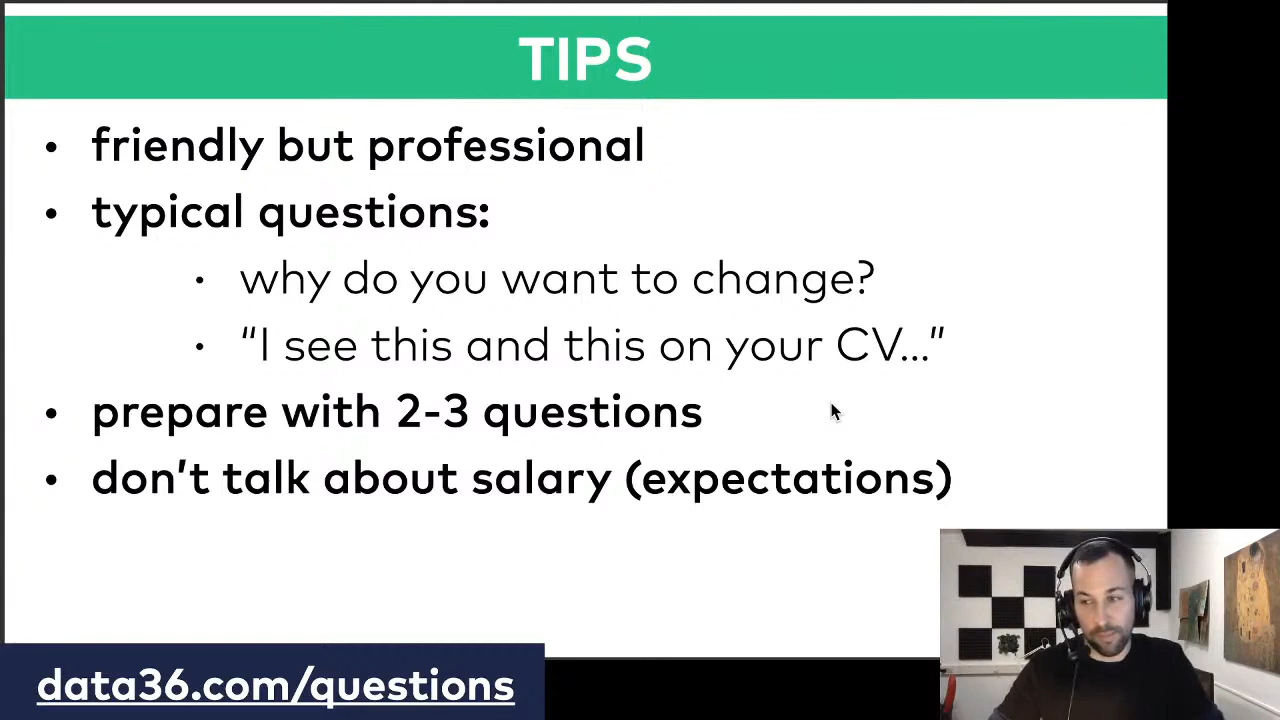 TIPS
• friendly but professional
• typical questions:
• why do you want to change?
• “I see this and this on your CV...”
• prepare with 2-3 questions
• don’t talk about salary (expectations)
data36.com/questions